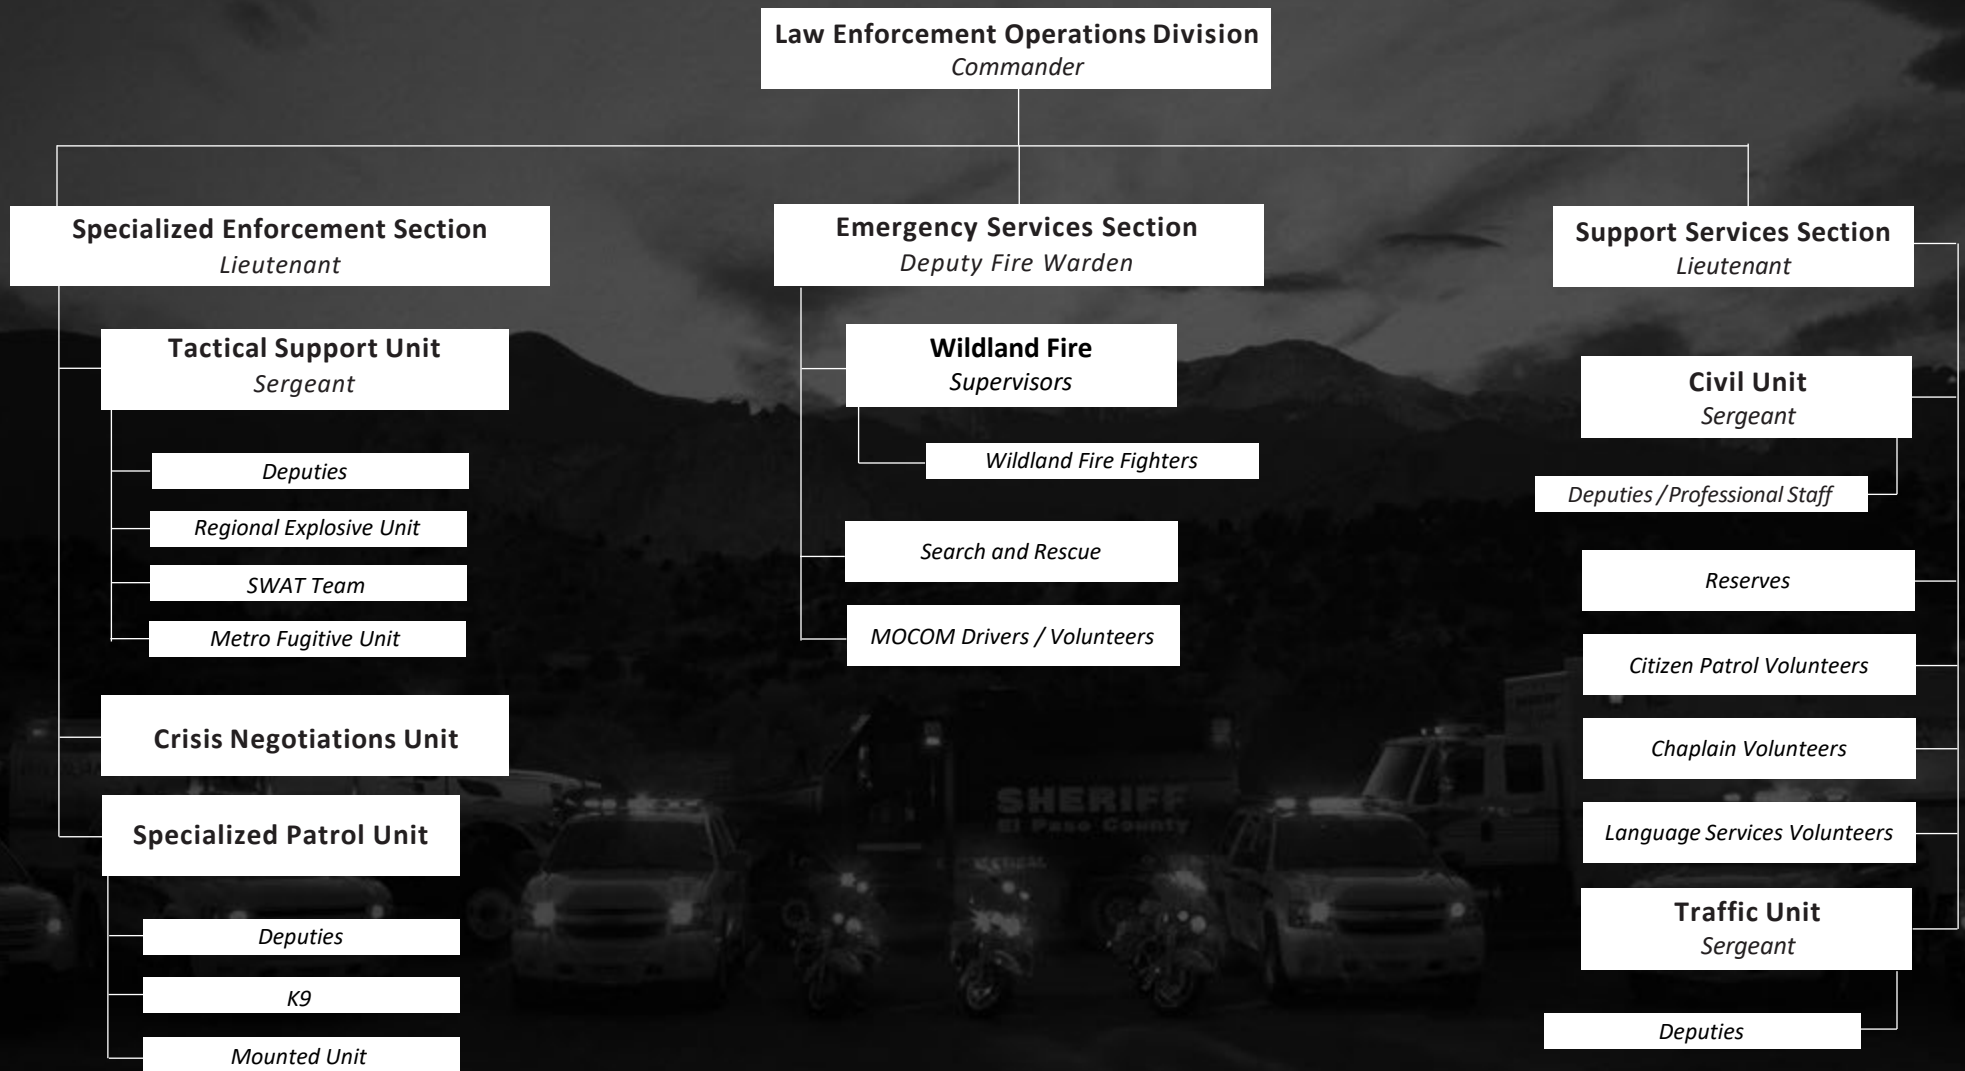 Law Enforcement Operations Division
Commander
Specialized Enforcement Section
Lieutenant
Tactical Support Unit
Sergeant
Deputies
Regional Explosive Unit
SWAT Team
Metro Fugitive Unit
Crisis Negotiations Unit
Specialized Patrol Unit
Deputies
K9
Mounted Unit
Emergency Services Section
Deputy Fire Warden
Wildland Fire
Supervisors
Wildland Fire Fighters
Search and Rescue
MOCOM Drivers / Volunteers
Support Services Section
Lieutenant
Civil Unit
Sergeant
Deputies / Professional Staff
Reserves
Citizen Patrol Volunteers
Chaplain Volunteers
Language Services Volunteers
Traffic Unit
Sergeant
Deputies
SHERIFF
El Paso County